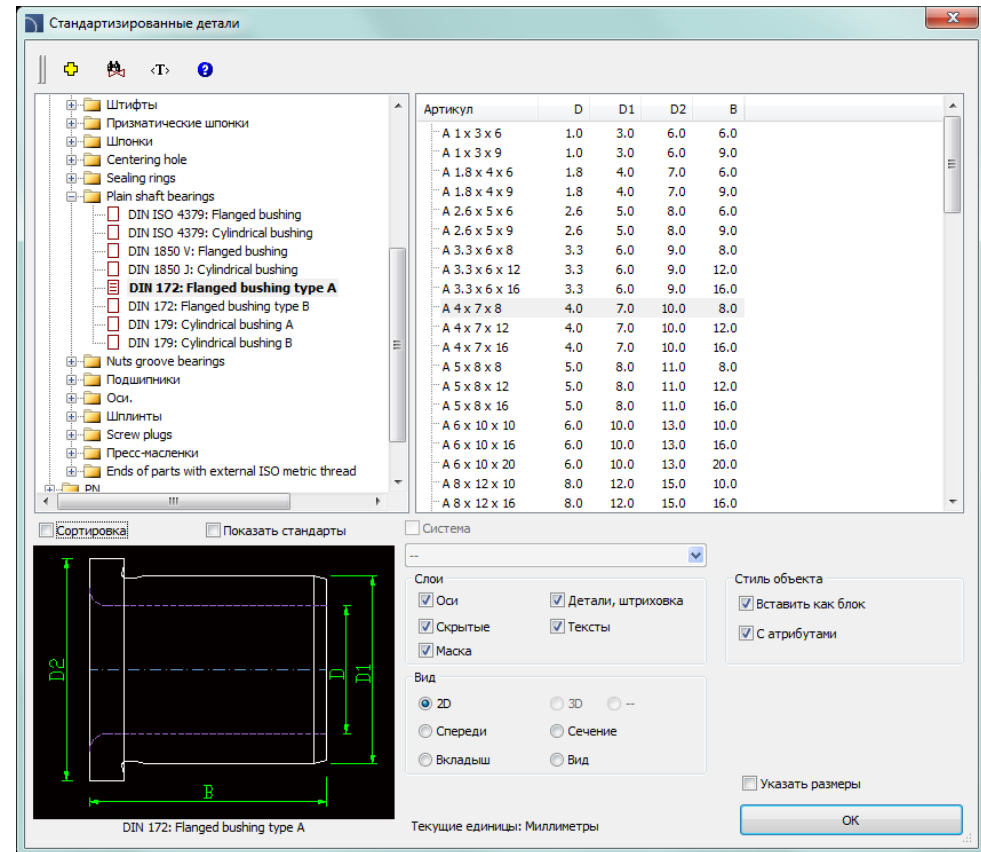 Стандартизированные детали
<T>
Штифты
Призматические шпонки
Шпонки
Centering hole
Sealing rings
Plain shaft bearings
DIN ISO 4379: Flanged bushing
DIN ISO 4379: Cylindrical bushing
DIN 1850 V: Flanged bushing
DIN 1850 J: Cylindrical bushing
DIN 172: Flanged bushing type A
DIN 172: Flanged bushing type B
DIN 179: Cylindrical bushing A
DIN 179: Cylindrical bushing B
Nuts groove bearings
Подшипники
Оси.
Шплинты
Screw plugs
Пресс-масленки
Ends of parts with external ISO metric thread
PN
Артикул D D1 D2 B
A 1 x 3 x 6 1.0 3.0 6.0 6.0
A 1 x 3 x 9 1.0 3.0 6.0 9.0
A 1.8 x 4 x 6 1.8 4.0 7.0 6.0
A 1.8 x 4 x 9 1.8 4.0 7.0 9.0
A 2.6 x 5 x 6 2.6 5.0 8.0 6.0
A 2.6 x 5 x 9 2.6 5.0 8.0 9.0
A 3.3 x 6 x 8 3.3 6.0 9.0 8.0
A 3.3 x 6 x 12 3.3 6.0 9.0 12.0
A 3.3 x 6 x 16 3.3 6.0 9.0 16.0
A 4 x 7 x 8 4.0 7.0 10.0 8.0
A 4 x 7 x 12 4.0 7.0 10.0 12.0
A 4 x 7 x 16 4.0 7.0 10.0 16.0
A 5 x 8 x 8 5.0 8.0 11.0 8.0
A 5 x 8 x 12 5.0 8.0 11.0 12.0
A 5 x 8 x 16 5.0 8.0 11.0 16.0
A 6 x 10 x 10 6.0 10.0 13.0 10.0
A 6 x 10 x 16 6.0 10.0 13.0 16.0
A 6 x 10 x 20 6.0 10.0 13.0 20.0
A 8 x 12 x 10 8.0 12.0 15.0 10.0
A 8 x 12 x 16 8.0 12.0 15.0 16.0
Сортировка Показать стандарты
D2 D D1
B
DIN 172: Flanged bushing type A
Система
--
Слои
Оси Детали, штриховка
Скрытые Тексты
Маска
Стиль объекта
Вставить как блок
С атрибутами
Вид
2D 3D --
Спереди Сечение
Вкладыш Вид
Указать размеры
Текущие единицы: Миллиметры
OK